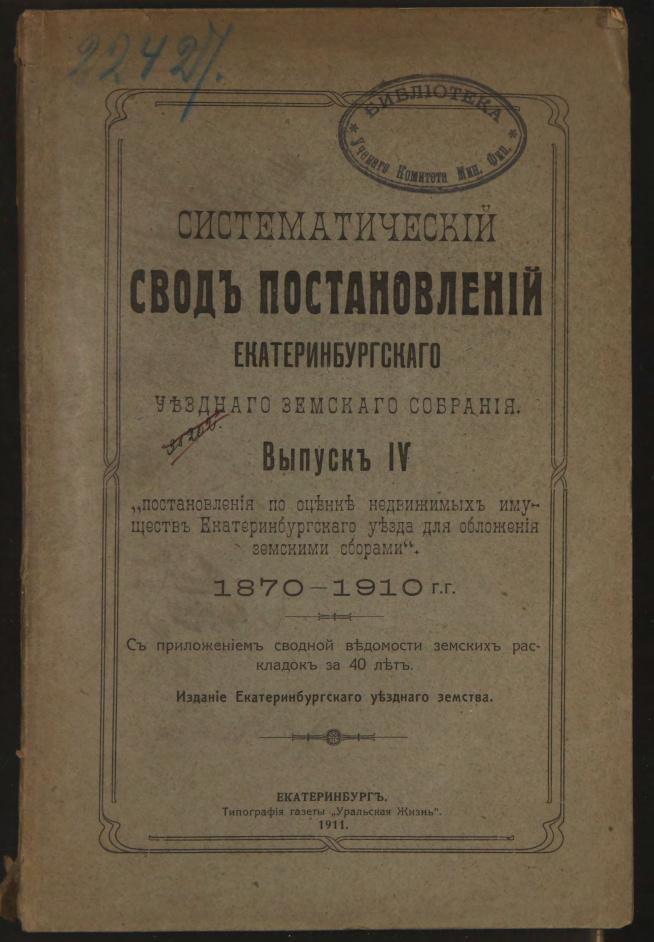 22427.
БИБЛІОТЕКА
* Ученаго Комитета Мин. Фин. *
СИСТЕМАТИЧЕСКІЙ
СВОДЪ ПОСТАНОВЛЕНІЙ
ЕКАТЕРИНБУРГСКАГО
УѢЗДНАГО ЗЕМСКАГО СОБРАНІЯ.
Выпускъ IV
„постановленія по оцѣнкѣ недвижимыхъ иму-
ществъ Екатеринбургскаго уѣзда для обложенія
земскими сборами“.
1870—1910 г.г.
Съ приложеніемъ сводной вѣдомости земскихъ рас-
кладокъ за 40 лѣтъ.
Изданіе Екатеринбургскаго уѣзднаго земства.
ЕКАТЕРИНБУРГЪ.
Типографія газеты „Уральская Жизнь“.
1911.